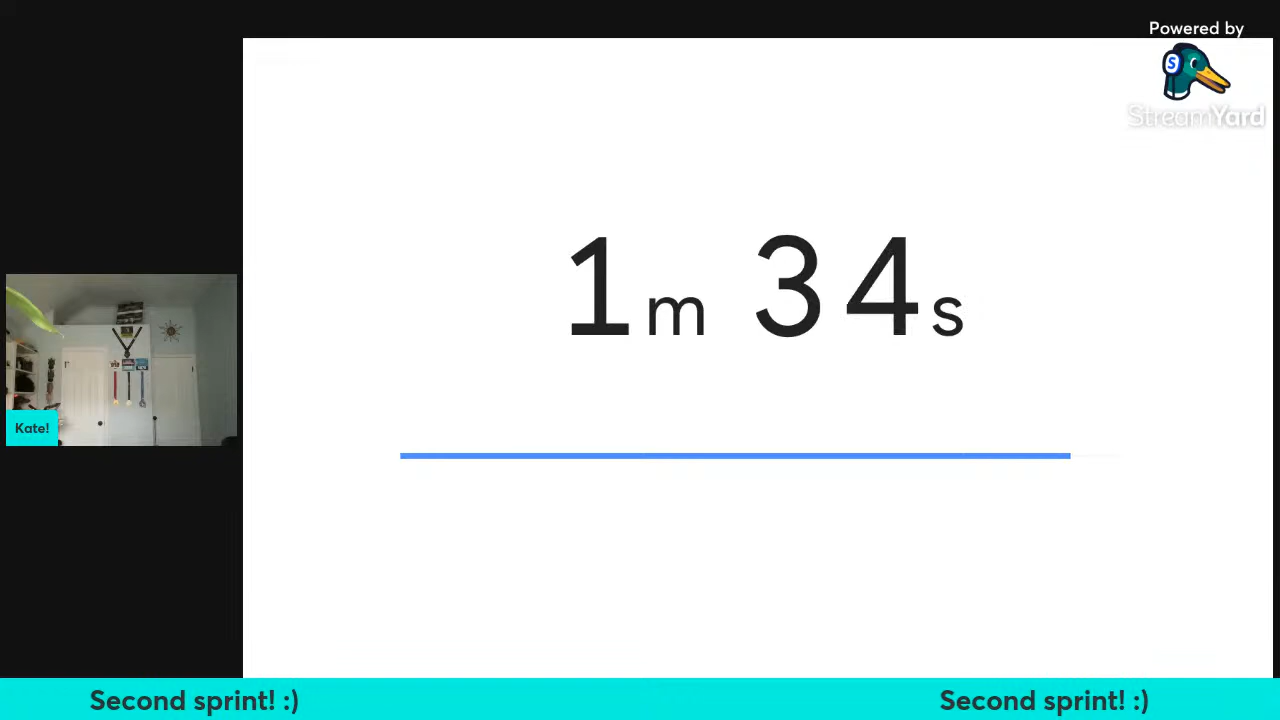 Powered by
StreamYard
1m 34s
Kate!
Second sprint! :) Second sprint! :)